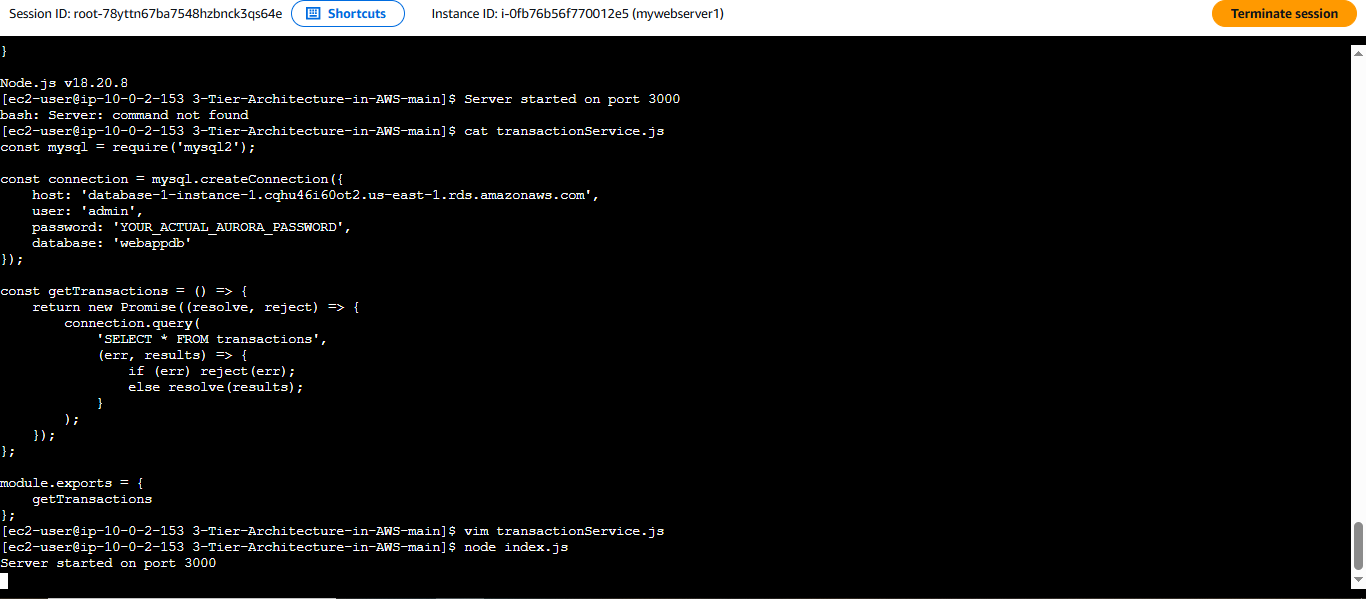 Session ID: root-78yttn67ba7548hzbnck3qs64e Shortcuts Instance ID: i-0fb76b56f770012e5 (mywebserver1) Terminate session
}
Node.js v18.20.8
[ec2-user@ip-10-0-2-153 3-Tier-Architecture-in-AWS-main]$ Server started on port 3000
bash: Server: command not found
[ec2-user@ip-10-0-2-153 3-Tier-Architecture-in-AWS-main]$ cat transactionService.js
const mysql = require('mysql2');
const connection = mysql.createConnection({
    host: 'database-1-instance-1.cqhu46i60ot2.us-east-1.rds.amazonaws.com',
    user: 'admin',
    password: 'YOUR_ACTUAL_AURORA_PASSWORD',
    database: 'webappdb'
});
const getTransactions = () => {
    return new Promise((resolve, reject) => {
        connection.query(
            'SELECT * FROM transactions',
            (err, results) => {
                if (err) reject(err);
                else resolve(results);
            }
        );
    });
};
module.exports = {
    getTransactions
};
[ec2-user@ip-10-0-2-153 3-Tier-Architecture-in-AWS-main]$ vim transactionService.js
[ec2-user@ip-10-0-2-153 3-Tier-Architecture-in-AWS-main]$ node index.js
Server started on port 3000